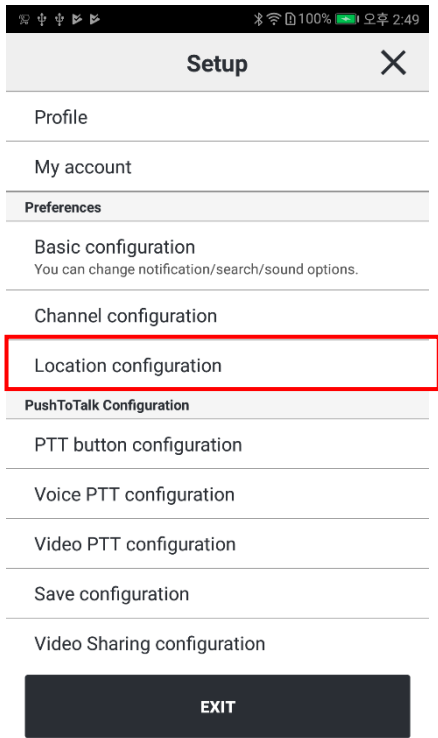 100% 오후 2:49
Setup
Profile
My account
Preferences
Basic configuration
You can change notification/search/sound options.
Channel configuration
Location configuration
PushToTalk Configuration
PTT button configuration
Voice PTT configuration
Video PTT configuration
Save configuration
Video Sharing configuration
EXIT